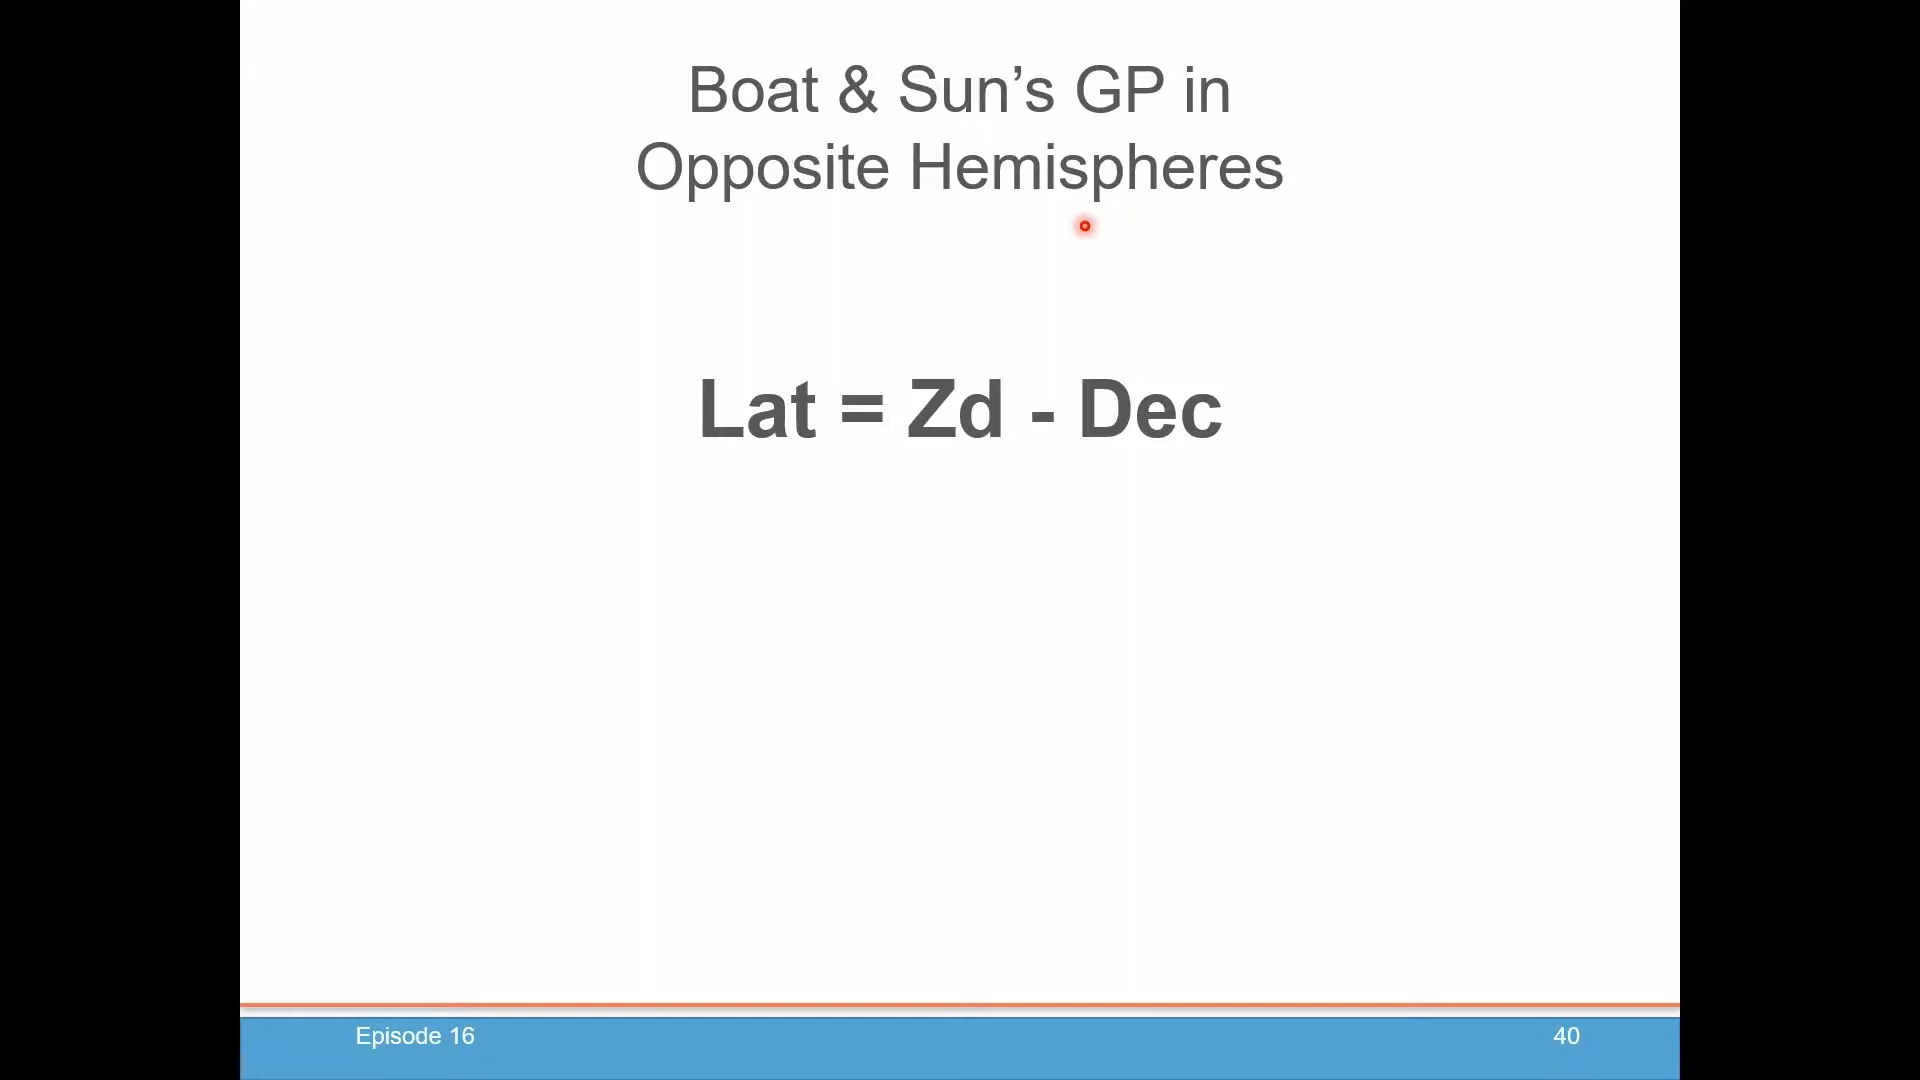 Boat & Sun’s GP in
Opposite Hemispheres
Lat = Zd - Dec
Episode 16
40